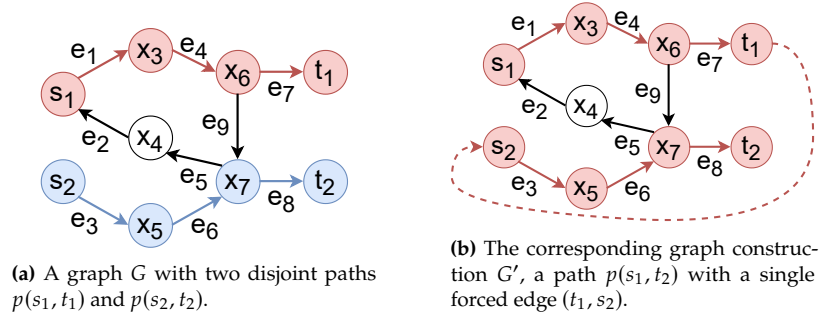 e1 x3 e4 x6 e7 t1
s1 e9
e2 x4 e5
s2 x7 e8 t2
e3 x5 e6
(a) A graph G with two disjoint paths
p(s1, t1) and p(s2, t2).
e1 x3 e4 x6 e7 t1
s1 e9
e2 x4 e5
s2 x7 e8 t2
e3 x5 e6
(b) The corresponding graph construc-
tion G′, a path p(s1, t2) with a single
forced edge (t1, s2).